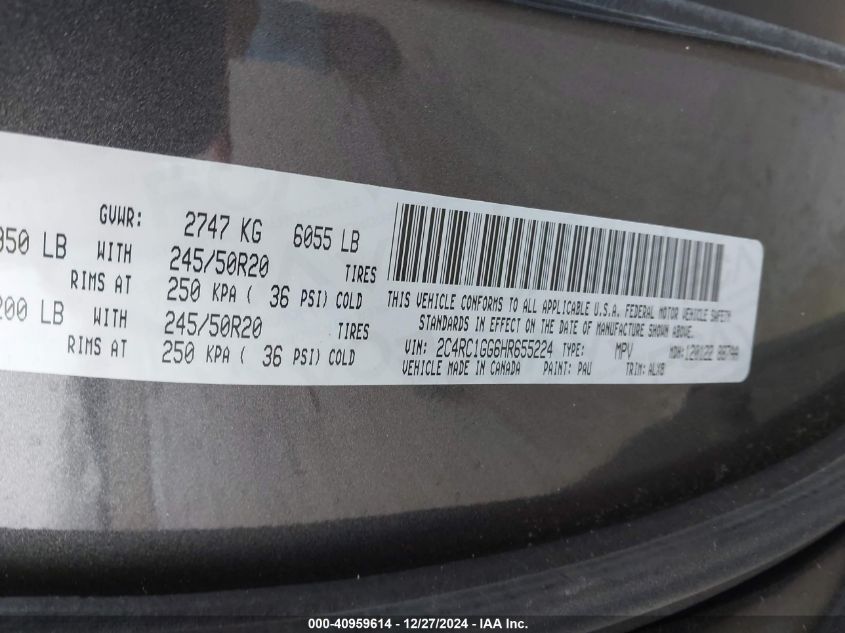 GVWR: 2747 KG 6055 LB
LB WITH 245/50R20 TIRES
RIMS AT 250 KPA ( 36 PSI) COLD
LB WITH 245/50R20 TIRES
RIMS AT 250 KPA ( 36 PSI) COLD
THIS VEHICLE CONFORMS TO ALL APPLICABLE U.S.A. FEDERAL MOTOR VEHICLE SAFETY
STANDARDS IN EFFECT ON THE DATE OF MANUFACTURE SHOWN ABOVE.
VIN: 2C4RC1GG6HR655224 TYPE: MPV MDH:
VEHICLE MADE IN CANADA PAINT: PAU TRIM:
000-40959614 - 12/27/2024 - IAA Inc.